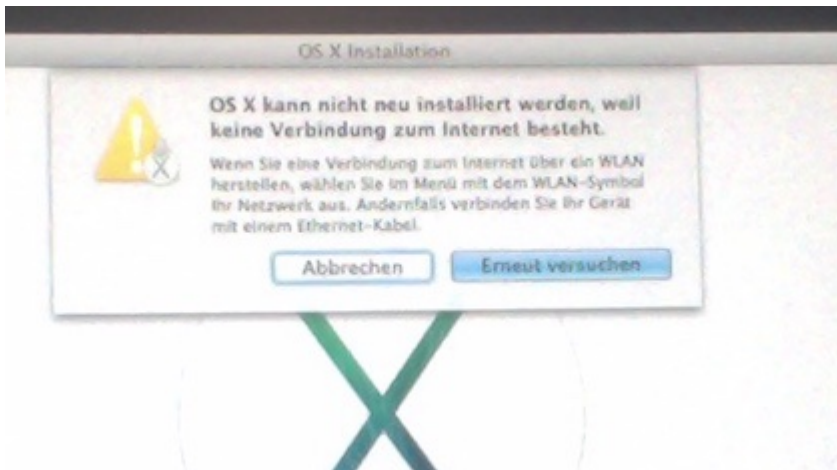 OS X Installation
OS X kann nicht neu installiert werden, weil
keine Verbindung zum Internet besteht.
Wenn Sie eine Verbindung zum Internet über ein WLAN
herstellen, wählen Sie im Menü mit dem WLAN-Symbol
Ihr Netzwerk aus. Andernfalls verbinden Sie Ihr Gerät
mit einem Ethernet-Kabel.
Abbrechen
Erneut versuchen